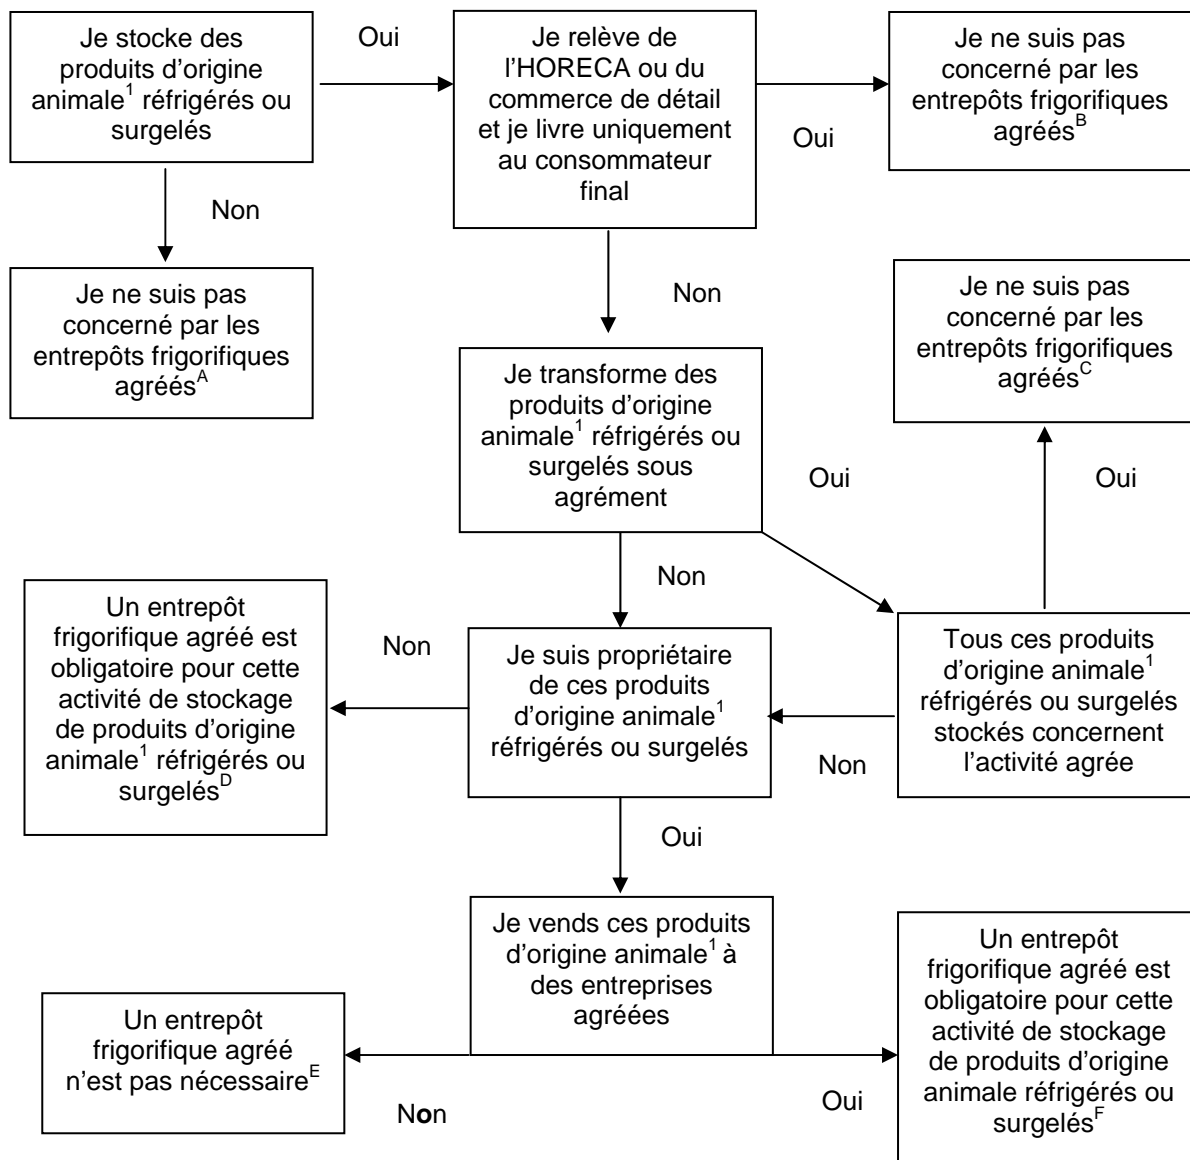 Je stocke des
produits d'origine
animale¹ réfrigérés ou
surgelés
Oui
Je relève de
l'HORECA ou du
commerce de détail
et je livre uniquement
au consommateur
final
Oui
Je ne suis pas
concerné par les
entrepôts frigorifiques
agréésᴮ
Non
Je ne suis pas
concerné par les
entrepôts frigorifiques
agréésᴬ
Non
Je ne suis pas
concerné par les
entrepôts frigorifiques
agréésC
Je transforme des
produits d'origine
animale¹ réfrigérés ou
surgelés sous
agrément
Oui
Oui
Non
Un entrepôt
frigorifique agréé est
obligatoire pour cette
activité de stockage
de produits d'origine
animale¹ réfrigérés ou
surgelésᴰ
Non
Je suis propriétaire
de ces produits
d'origine animale¹
réfrigérés ou surgelés
Non
Tous ces produits
d'origine animale¹
réfrigérés ou surgelés
stockés concernent
l'activité agrée
Oui
Je vends ces produits
d'origine animale¹ à
des entreprises
agréées
Un entrepôt
frigorifique agréé
n'est pas nécessaireᴱ
Non
Oui
Un entrepôt
frigorifique agréé est
obligatoire pour cette
activité de stockage
de produits d'origine
animale réfrigérés ou
surgelésF